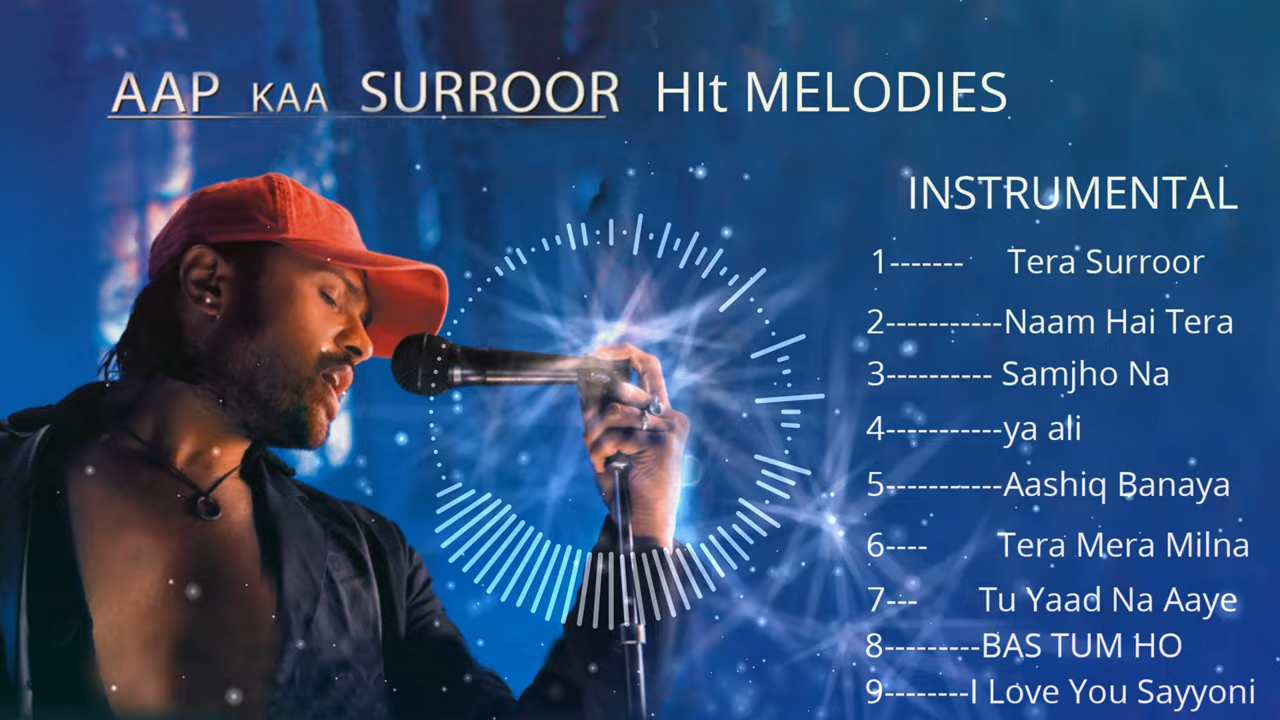 AAP KAA SURROOR HIt MELODIES
INSTRUMENTAL
1------- Tera Surroor
2-----------Naam Hai Tera
3---------- Samjho Na
4-----------ya ali
5-----------Aashiq Banaya
6---- Tera Mera Milna
7--- Tu Yaad Na Aaye
8---------BAS TUM HO
9--------I Love You Sayyoni